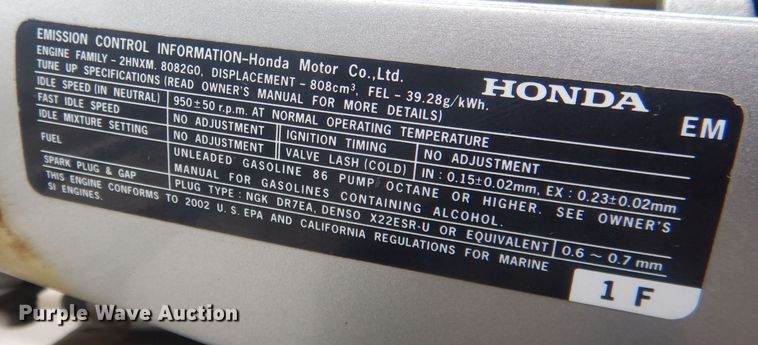 EMISSION CONTROL INFORMATION-Honda Motor Co.,Ltd.
ENGINE FAMILY - 2HNXM. 8082G0, DISPLACEMENT - 808cm³, FEL - 39.28g/kWh.
TUNE UP SPECIFICATIONS (READ OWNER'S MANUAL FOR MORE DETAILS)
HONDA
EM
IDLE SPEED (IN NEUTRAL) 950±50 r.p.m. AT NORMAL OPERATING TEMPERATURE
FAST IDLE SPEED NO ADJUSTMENT IGNITION TIMING NO ADJUSTMENT
IDLE MIXTURE SETTING NO ADJUSTMENT VALVE LASH (COLD) IN : 0.15±0.02mm, EX : 0.23±0.02mm
FUEL UNLEADED GASOLINE 86 PUMP OCTANE OR HIGHER. SEE OWNER'S
MANUAL FOR GASOLINES CONTAINING ALCOHOL.
SPARK PLUG & GAP PLUG TYPE : NGK DR7EA, DENSO X22ESR-U OR EQUIVALENT 0.6 ~ 0.7 mm
THIS ENGINE CONFORMS TO 2002 U.S. EPA AND CALIFORNIA REGULATIONS FOR MARINE
SI ENGINES.
1 F
Purple Wave Auction